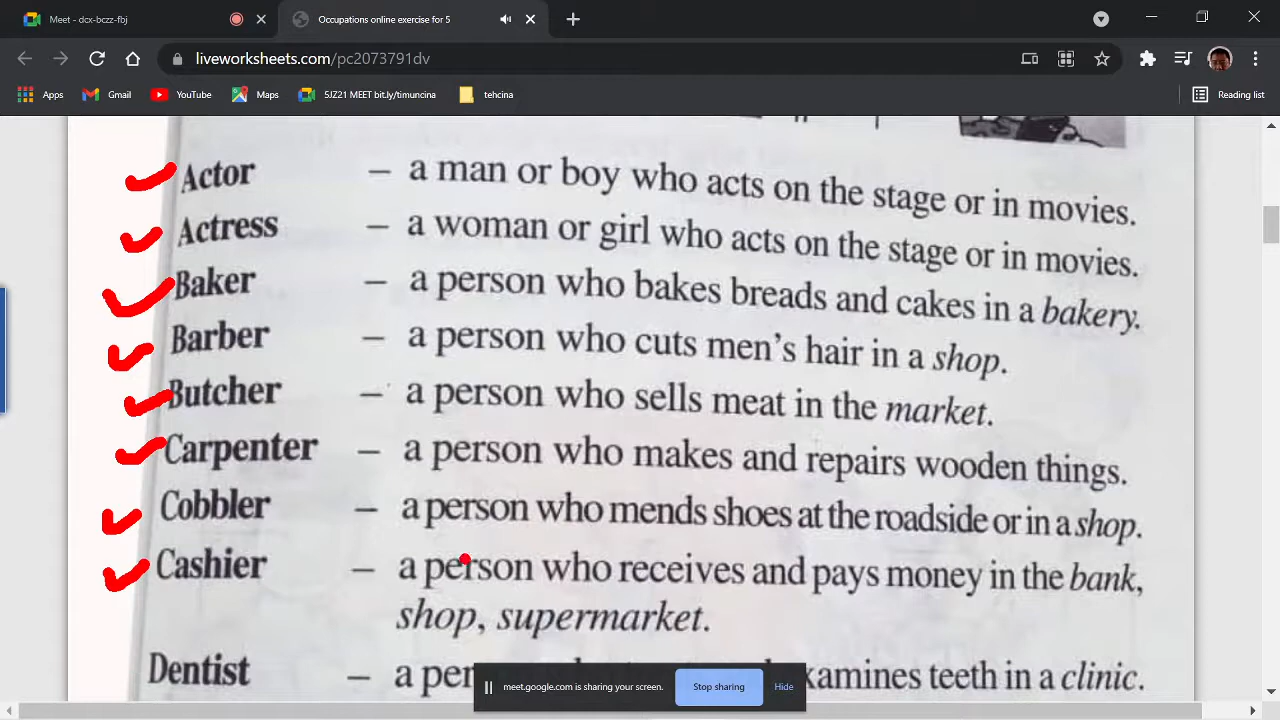 Meet - dcx-bczz-fbj
Occupations online exercise for 5
liveworksheets.com/pc2073791dv
Apps Gmail YouTube Maps 5JZ21 MEET bit.ly/timuncina tehcina Reading list
Actor – a man or boy who acts on the stage or in movies.
Actress – a woman or girl who acts on the stage or in movies.
Baker – a person who bakes breads and cakes in a bakery.
Barber – a person who cuts men's hair in a shop.
Butcher – a person who sells meat in the market.
Carpenter – a person who makes and repairs wooden things.
Cobbler – a person who mends shoes at the roadside or in a shop.
Cashier – a person who receives and pays money in the bank,
shop, supermarket.
Dentist – a teeth in a clinic.
meet.google.com is sharing your screen. Stop sharing Hide